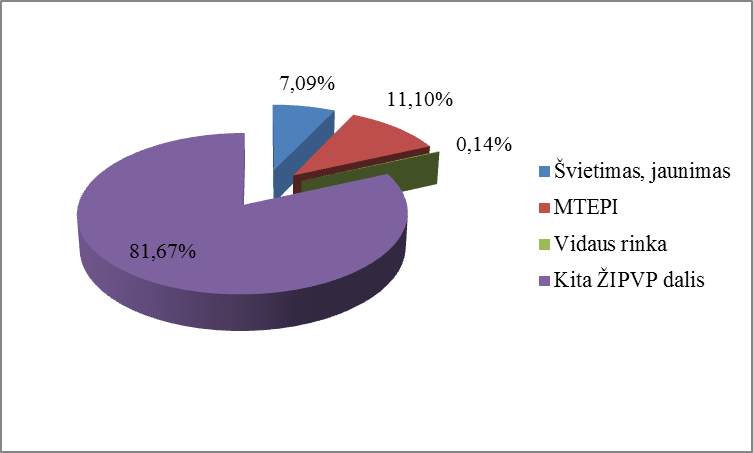 7,09%
11,10%
0,14%
81,67%
Švietimas, jaunimas
MTEPI
Vidaus rinka
Kita ŽIPVP dalis